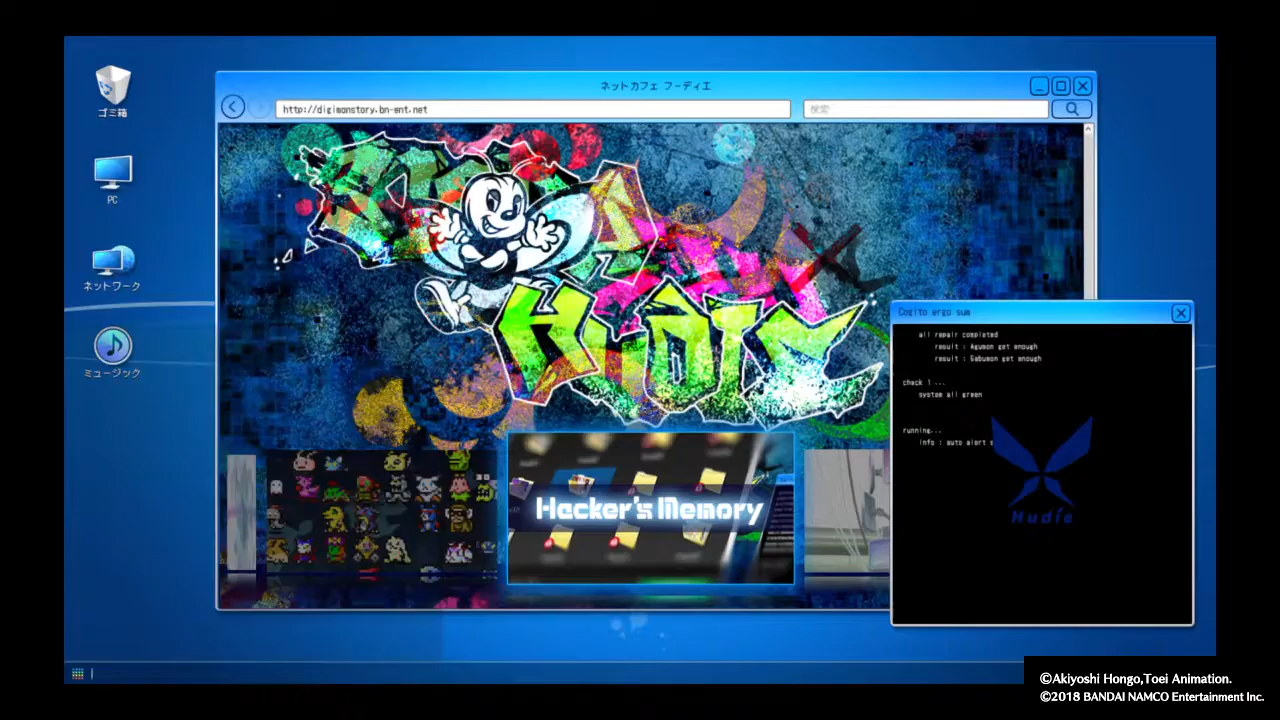 ネットカフェ フーディエ
http://digimonstory.bn-ent.net
検索
ゴミ箱
PC
ネットワーク
ミュージック
Hudie
Hacker's Memory
Cogito ergo sum
all repair completed
result : Agumon get enough
result : Gabumon get enough
check ! ...
system all green
running...
info : auto alert s
Hudie
©Akiyoshi Hongo,Toei Animation.
©2018 BANDAI NAMCO Entertainment Inc.